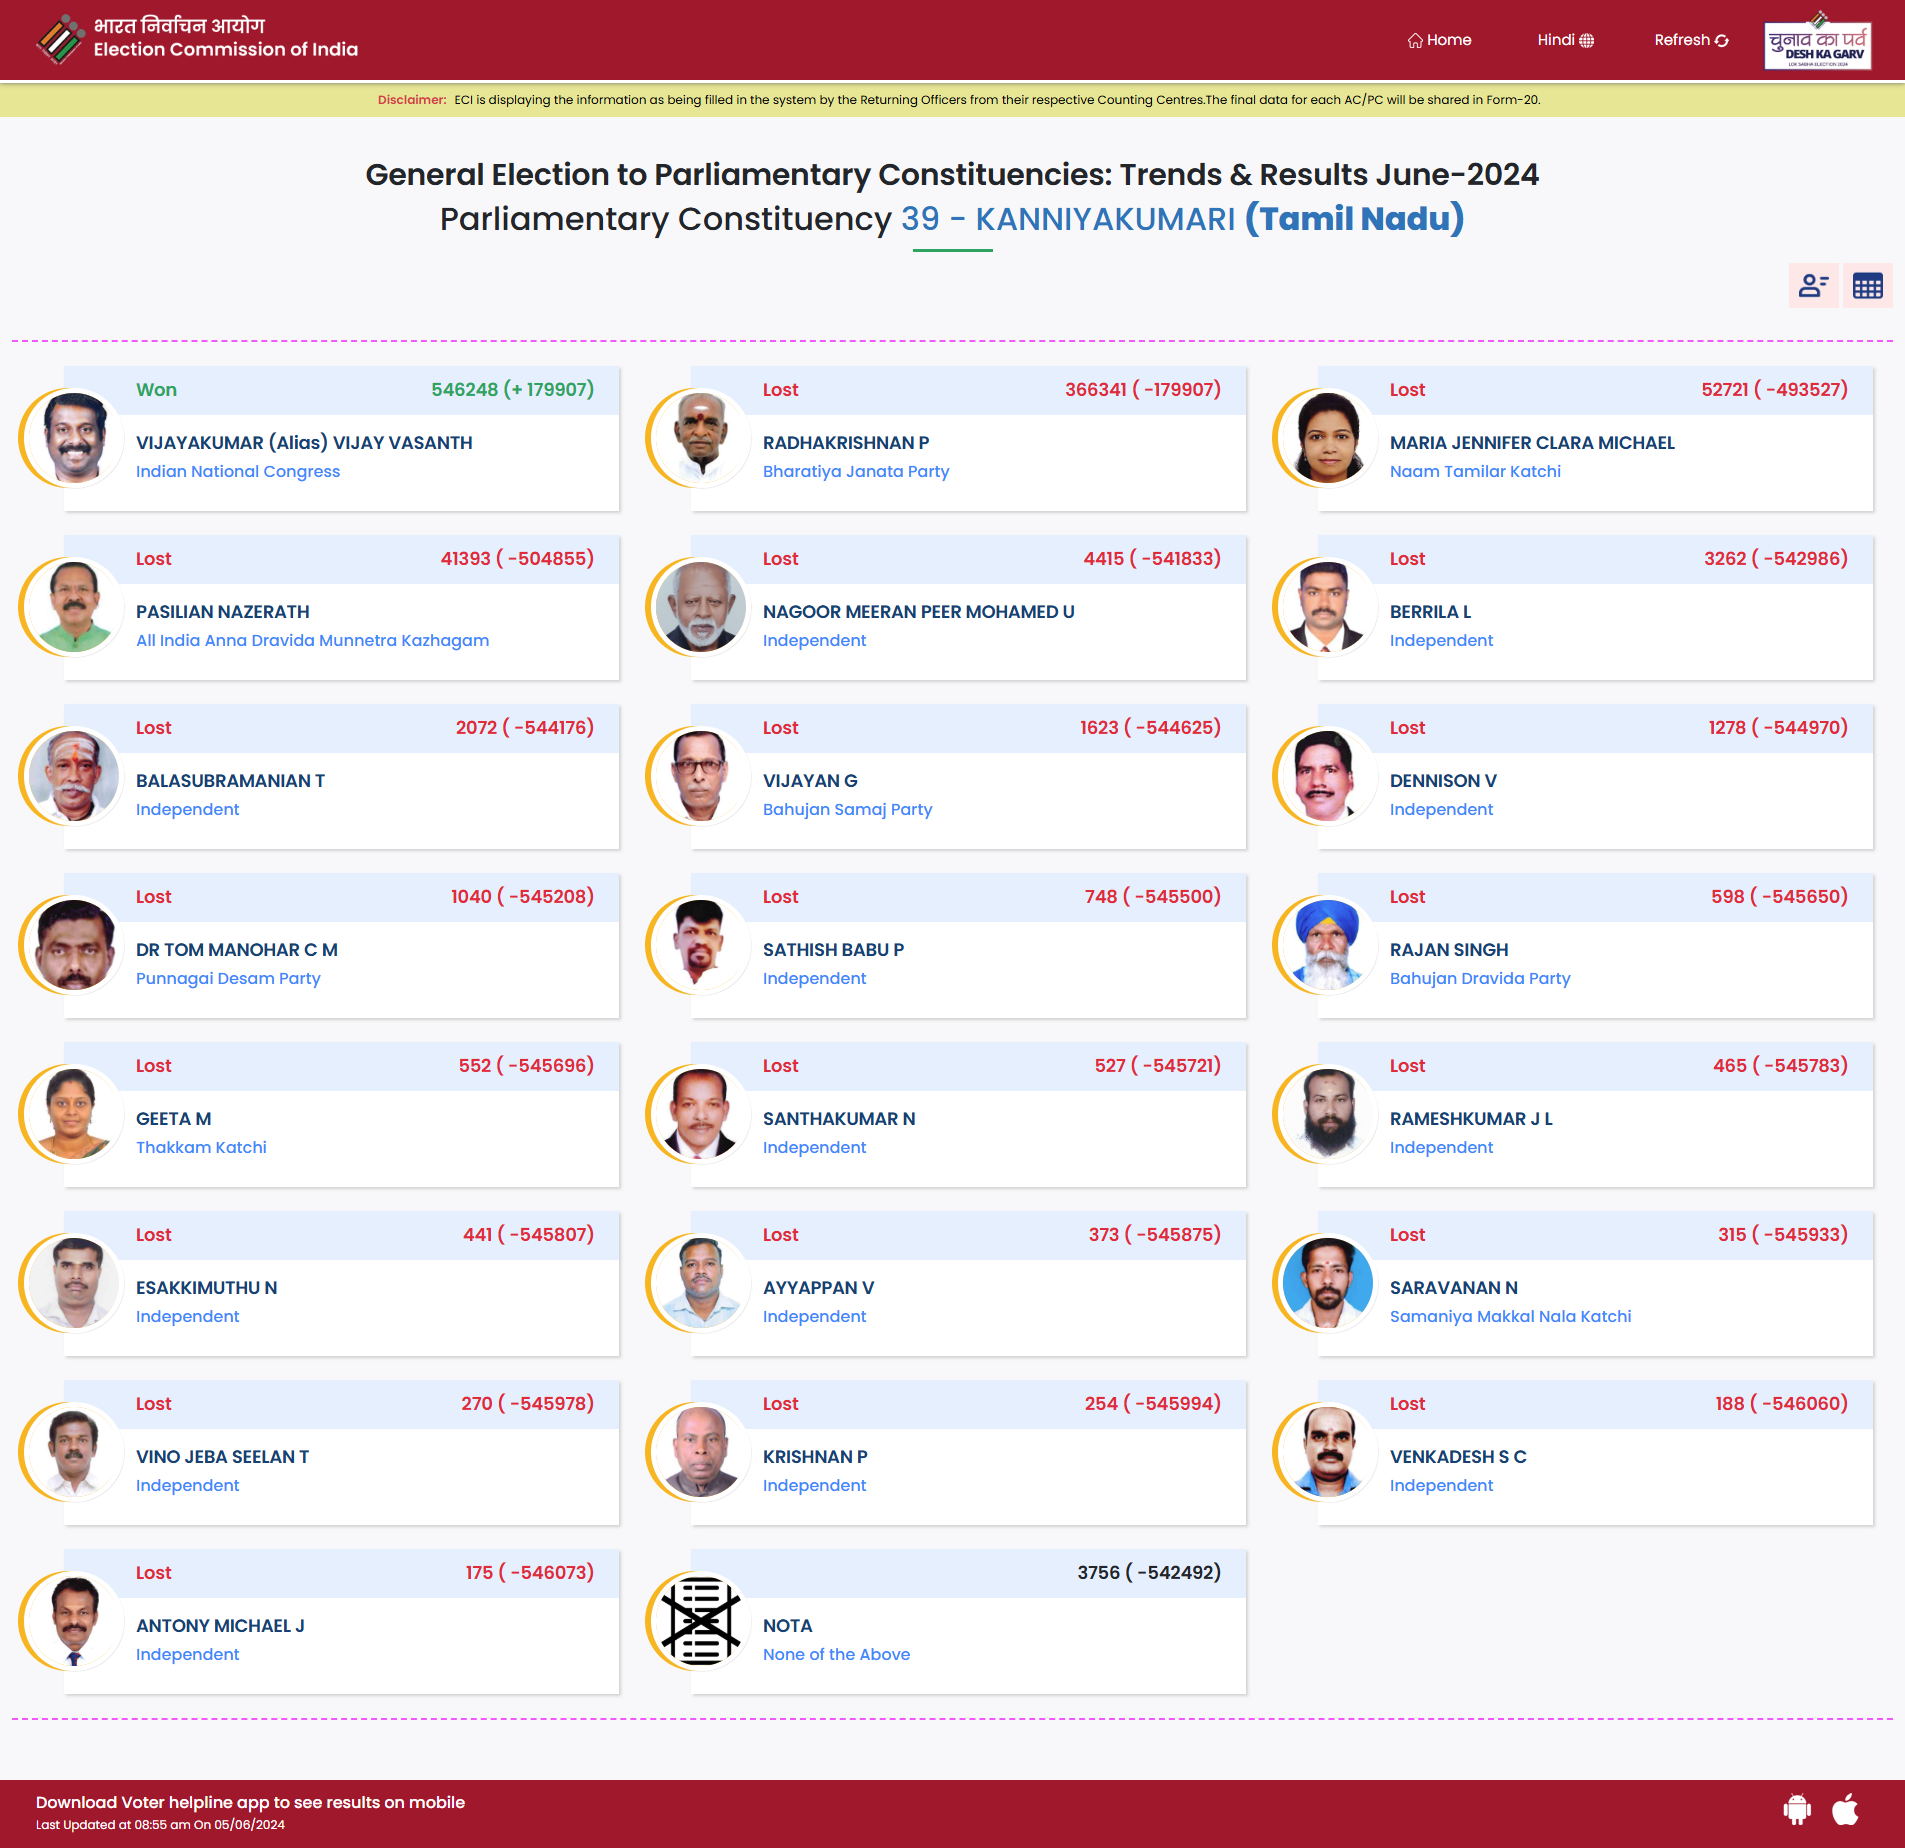 भारत निर्वाचन आयोग
Election Commission of India
Home
Hindi
Refresh
चुनाव का पर्व
DESH KA GARV
LOK SABHA ELECTION 2024
Disclaimer: ECI is displaying the information as being filled in the system by the Returning Officers from their respective Counting Centres.The final data for each AC/PC will be shared in Form-20.
General Election to Parliamentary Constituencies: Trends & Results June-2024
Parliamentary Constituency 39 - KANNIYAKUMARI (Tamil Nadu)
Won 546248 (+ 179907)
VIJAYAKUMAR (Alias) VIJAY VASANTH
Indian National Congress
Lost 366341 ( -179907)
RADHAKRISHNAN P
Bharatiya Janata Party
Lost 52721 ( -493527)
MARIA JENNIFER CLARA MICHAEL
Naam Tamilar Katchi
Lost 41393 ( -504855)
PASILIAN NAZERATH
All India Anna Dravida Munnetra Kazhagam
Lost 4415 ( -541833)
NAGOOR MEERAN PEER MOHAMED U
Independent
Lost 3262 ( -542986)
BERRILA L
Independent
Lost 2072 ( -544176)
BALASUBRAMANIAN T
Independent
Lost 1623 ( -544625)
VIJAYAN G
Bahujan Samaj Party
Lost 1278 ( -544970)
DENNISON V
Independent
Lost 1040 ( -545208)
DR TOM MANOHAR C M
Punnagai Desam Party
Lost 748 ( -545500)
SATHISH BABU P
Independent
Lost 598 ( -545650)
RAJAN SINGH
Bahujan Dravida Party
Lost 552 ( -545696)
GEETA M
Thakkam Katchi
Lost 527 ( -545721)
SANTHAKUMAR N
Independent
Lost 465 ( -545783)
RAMESHKUMAR J L
Independent
Lost 441 ( -545807)
ESAKKIMUTHU N
Independent
Lost 373 ( -545875)
AYYAPPAN V
Independent
Lost 315 ( -545933)
SARAVANAN N
Samaniya Makkal Nala Katchi
Lost 270 ( -545978)
VINO JEBA SEELAN T
Independent
Lost 254 ( -545994)
KRISHNAN P
Independent
Lost 188 ( -546060)
VENKADESH S C
Independent
Lost 175 ( -546073)
ANTONY MICHAEL J
Independent
3756 ( -542492)
NOTA
None of the Above
Download Voter helpline app to see results on mobile
Last Updated at 08:55 am On 05/06/2024